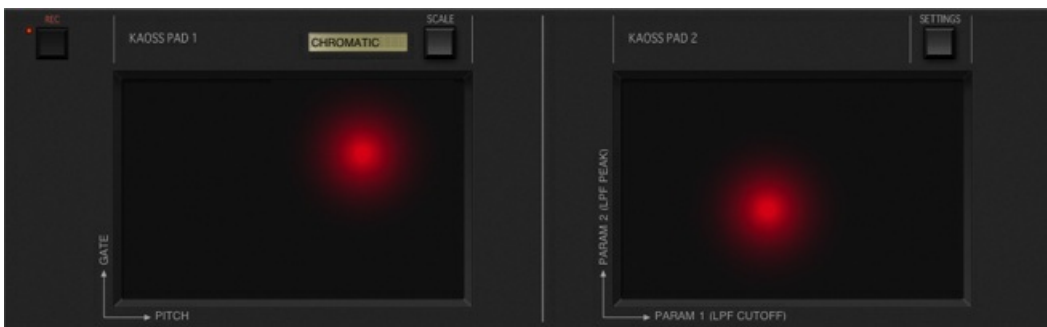 REC
SCALE
SETTINGS
KAOSS PAD 1
CHROMATIC
KAOSS PAD 2
GATE
PITCH
PARAM 2 (LPF PEAK)
PARAM 1 (LPF CUTOFF)